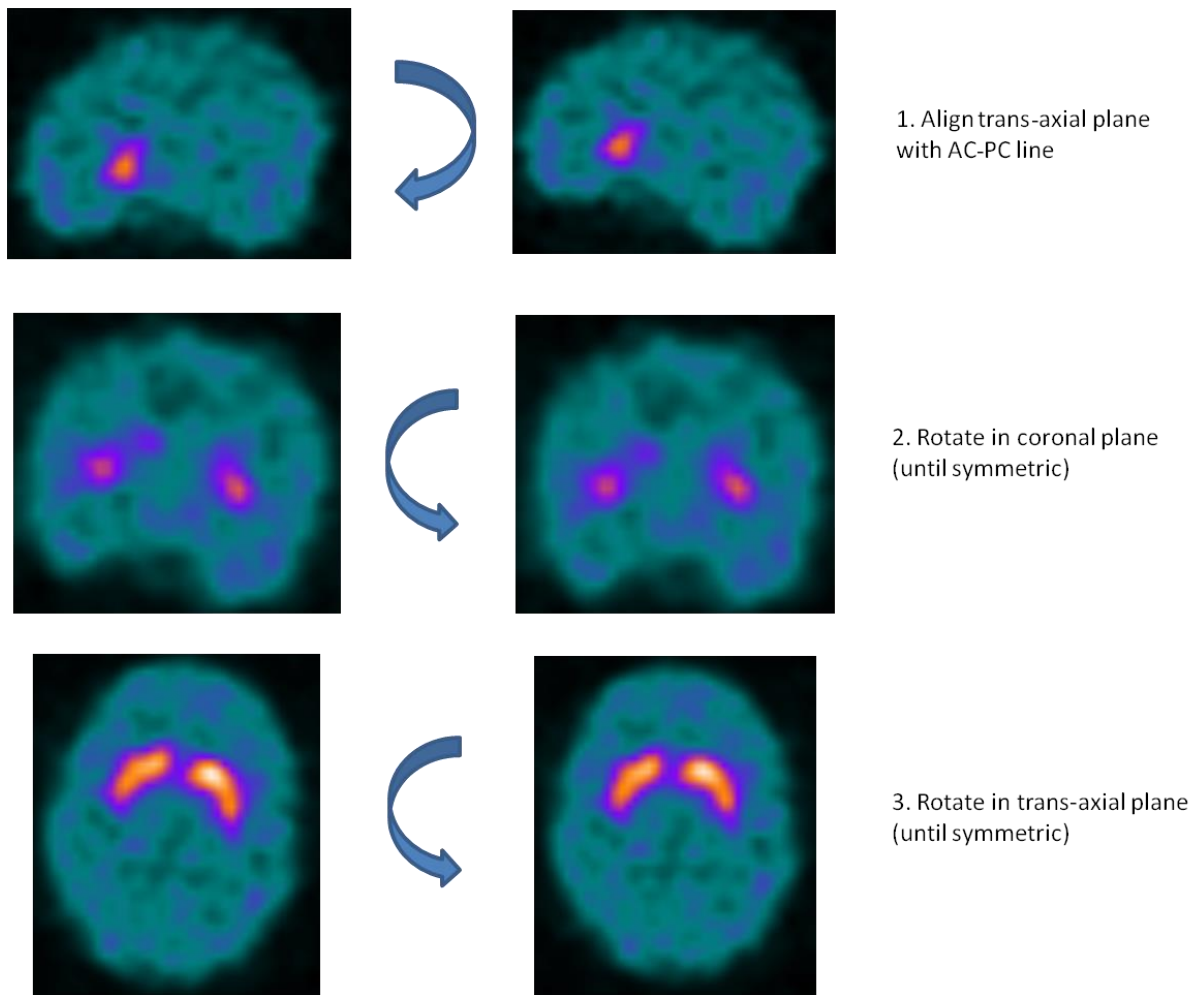 1. Align trans-axial plane
with AC-PC line
2. Rotate in coronal plane
(until symmetric)
3. Rotate in trans-axial plane
(until symmetric)